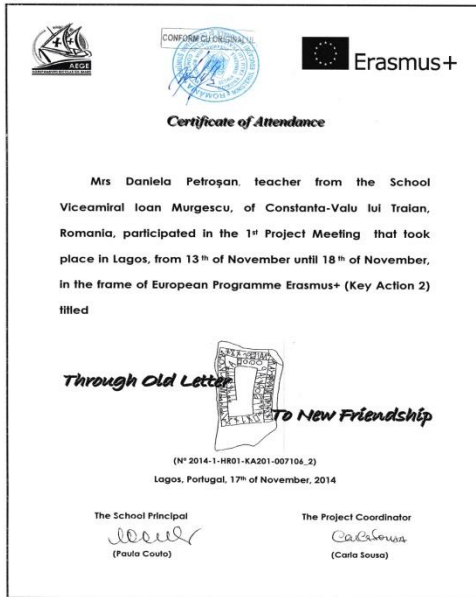 CONFORM CU ORIGINALUL
AEGE
Erasmus+
Certificate of Attendance
Mrs Daniela Petroşan, teacher from the School
Viceamiral Ioan Murgescu, of Constanta-Valu lui Traian,
Romania, participated in the 1st Project Meeting that took
place in Lagos, from 13 th of November until 18 th of November,
in the frame of European Programme Erasmus+ (Key Action 2)
titled
Through Old Letter
To New Friendship
(Nº 2014-1-HR01-KA201-007106_2)
Lagos, Portugal, 17th of November, 2014
The School Principal
The Project Coordinator
(Paula Couto)
(Carla Sousa)